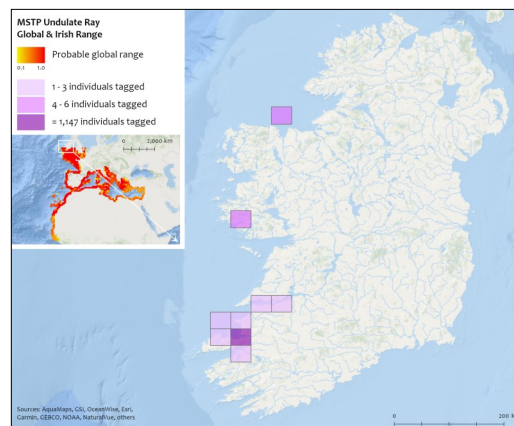 MSTP Undulate Ray
Global & Irish Range
Probable global range
0.1 1.0
1 - 3 individuals tagged
4 - 6 individuals tagged
= 1,147 individuals tagged
0 2,000 km
Sources: AquaMaps, GSi, OceanWise, Esri,
Garmin, GEBCO, NOAA, NaturalVue, others
0 200 k